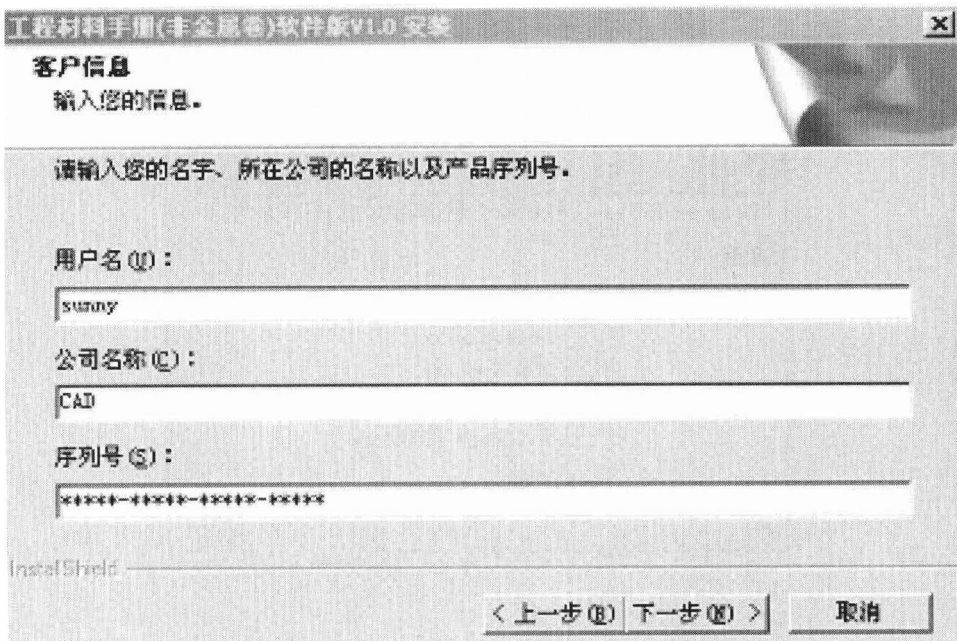 工程材料手册(非金属卷)软件版V1.0 安装
客户信息
输入您的信息。
请输入您的名字、所在公司的名称以及产品序列号。
用户名(U)：
sunny
公司名称(C)：
CAD
序列号(S)：
*****-*****-*****-*****
InstallShield
< 上一步(B) 下一步(N) > 取消